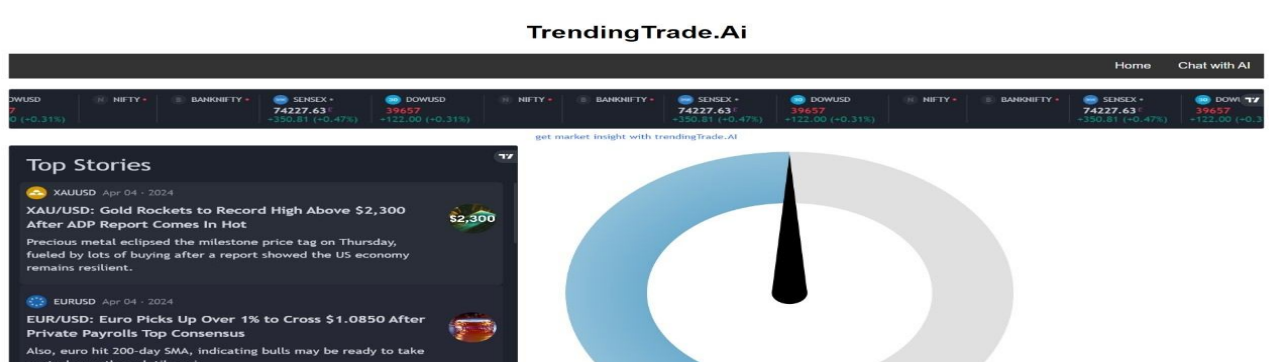 TrendingTrade.Ai
Home Chat with AI
OWUSD NIFTY BANKNIFTY SENSEX DOWUSD NIFTY BANKNIFTY SENSEX DOWUSD NIFTY BANKNIFTY SENSEX DOWU
7 74227.63 39657 74227.63 39657 74227.63 39657
0 (+0.31%) +350.81 (+0.47%) +122.00 (+0.31%) +350.81 (+0.47%) +122.00 (+0.31%) +350.81 (+0.47%) +122.00 (+0.3
get market insight with trendingTrade.AI
Top Stories
XAUUSD Apr 04 - 2024
XAU/USD: Gold Rockets to Record High Above $2,300
After ADP Report Comes In Hot
$2,300
Precious metal eclipsed the milestone price tag on Thursday,
fueled by lots of buying after a report showed the US economy
remains resilient.
EURUSD Apr 04 - 2024
EUR/USD: Euro Picks Up Over 1% to Cross $1.0850 After
Private Payrolls Top Consensus
Also, euro hit 200-day SMA, indicating bulls may be ready to take